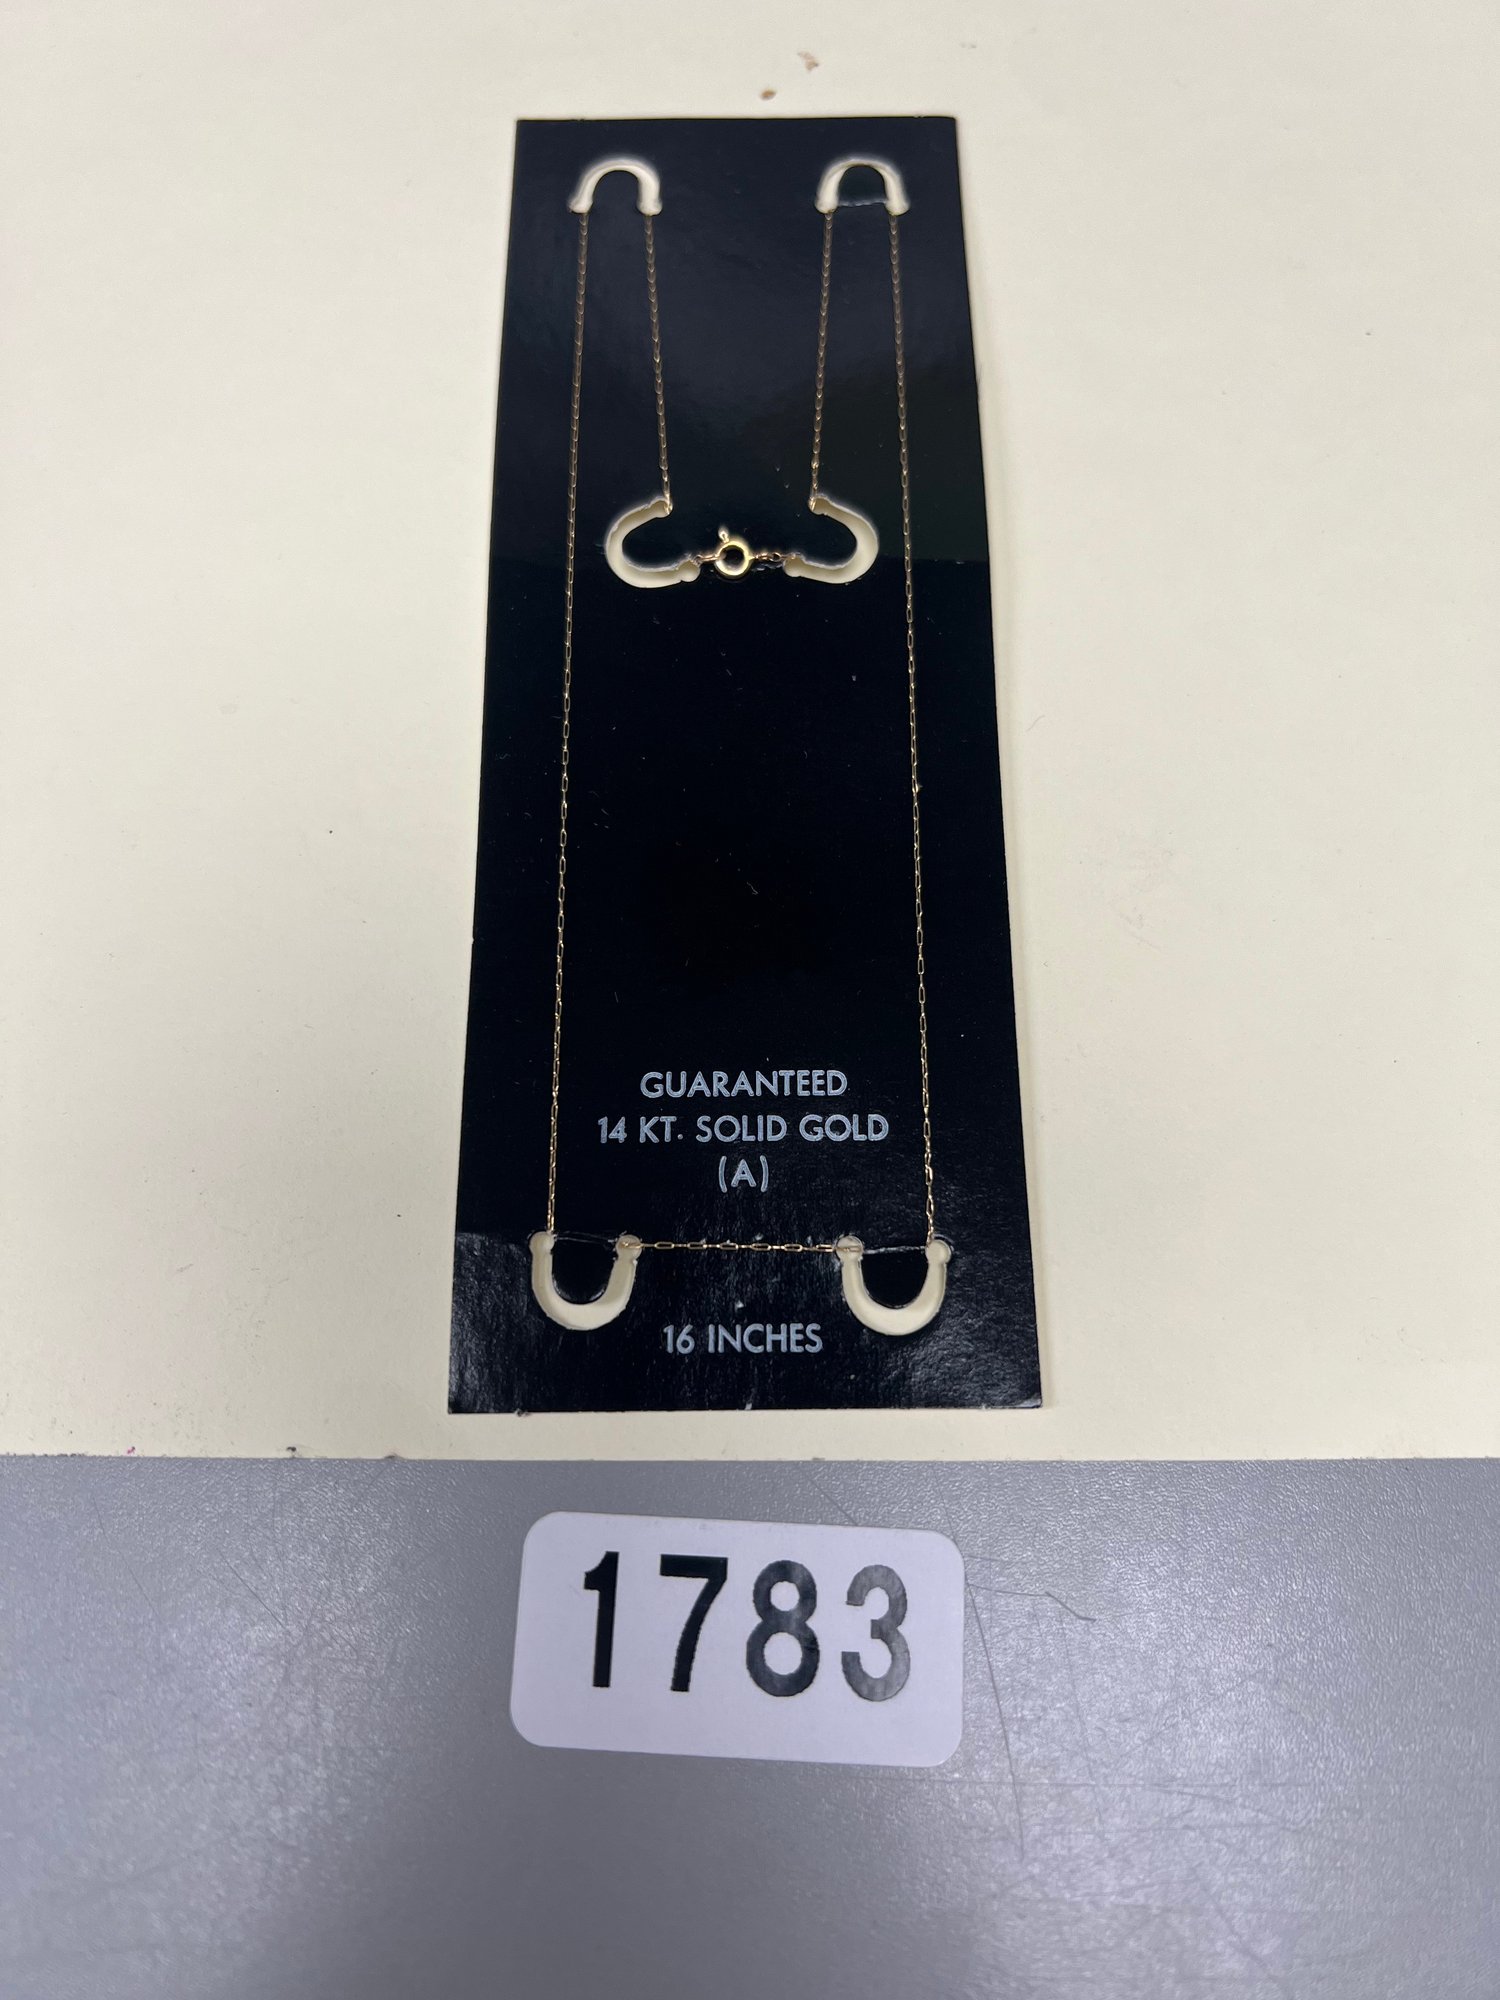 GUARANTEED
14 KT. SOLID GOLD
(A)
16 INCHES
1783